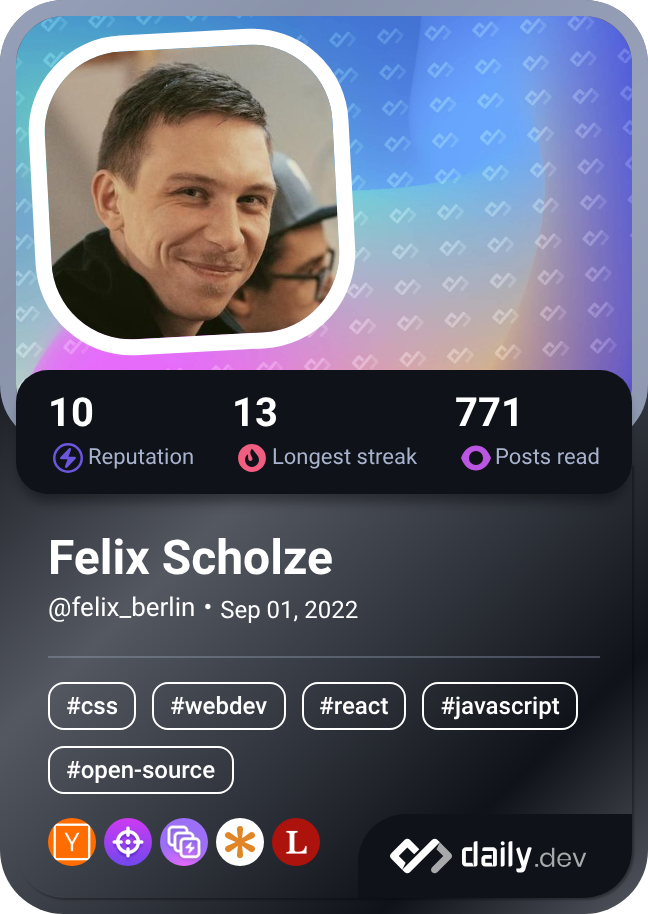 10 13 771
Reputation Longest streak Posts read
Felix Scholze
@felix_berlin • Sep 01, 2022
#css #webdev #react #javascript
#open-source
Y L
daily.dev